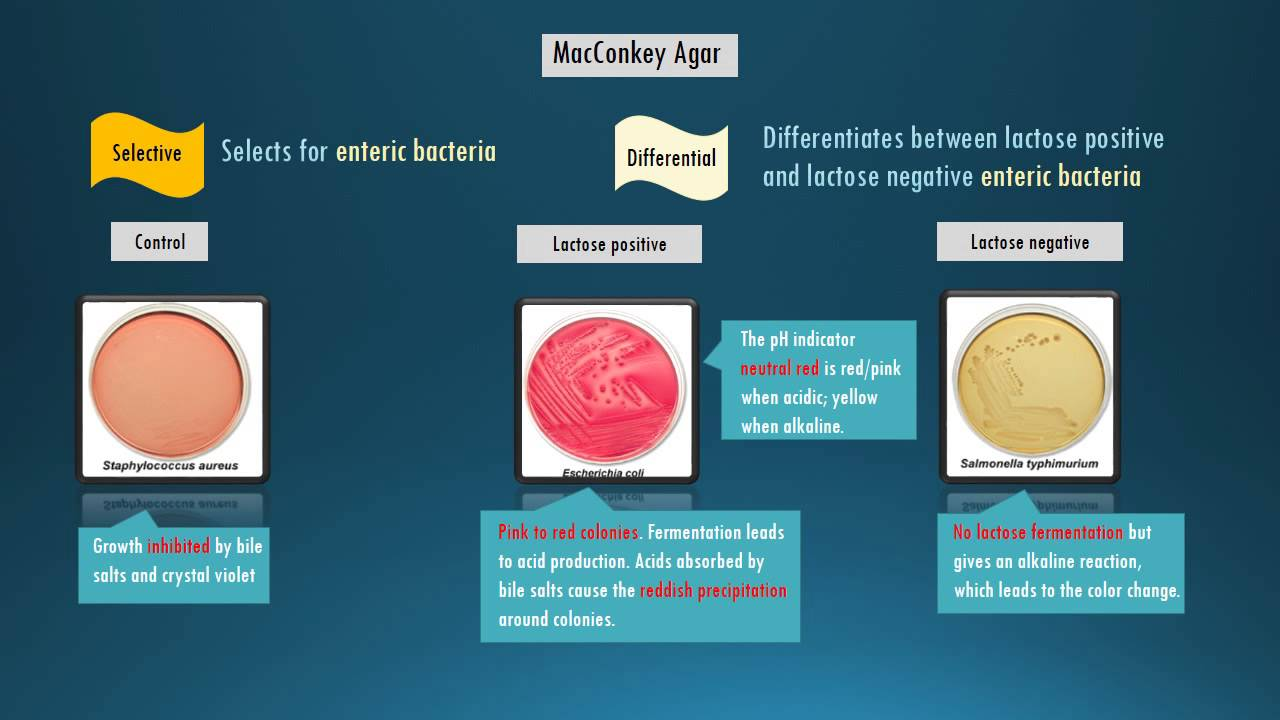 MacConkey Agar
Selective
Selects for enteric bacteria
Differential
Differentiates between lactose positive
and lactose negative enteric bacteria
Control
Lactose positive
Lactose negative
Staphylococcus aureus
Growth inhibited by bile
salts and crystal violet
Escherichia coli
The pH indicator
neutral red is red/pink
when acidic; yellow
when alkaline.
Pink to red colonies. Fermentation leads
to acid production. Acids absorbed by
bile salts cause the reddish precipitation
around colonies.
Salmonella typhimurium
No lactose fermentation but
gives an alkaline reaction,
which leads to the color change.